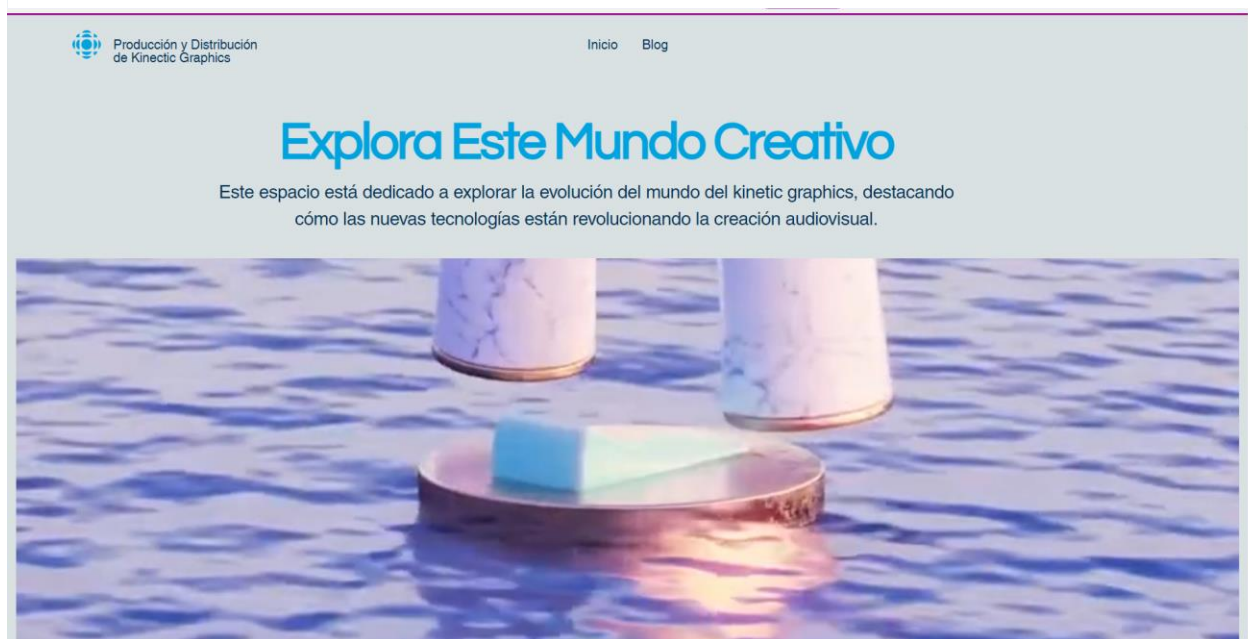 Producción y Distribución
de Kinectic Graphics
Inicio Blog
Explora Este Mundo Creativo
Este espacio está dedicado a explorar la evolución del mundo del kinetic graphics, destacando
cómo las nuevas tecnologías están revolucionando la creación audiovisual.